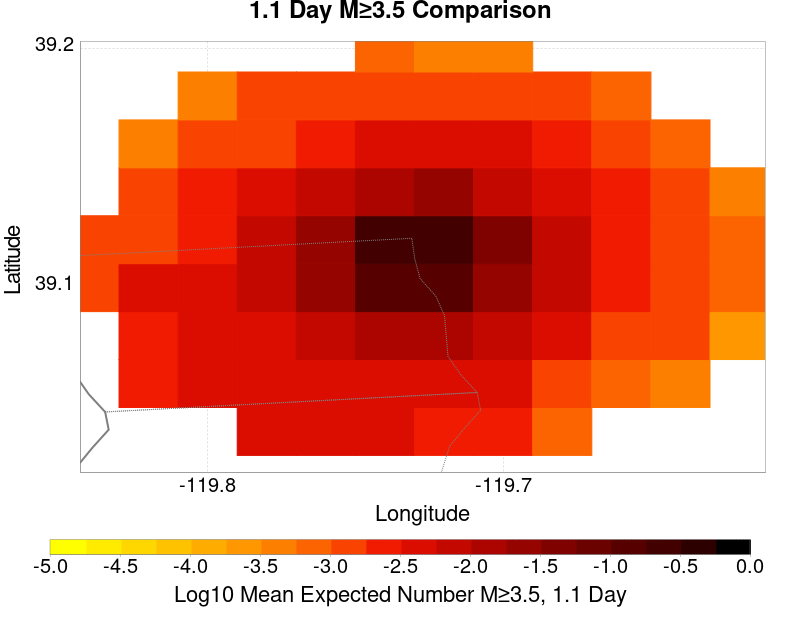 1.1 Day M≥3.5 Comparison
39.2
39.1
Latitude
-119.8 -119.7
Longitude
-5.0 -4.5 -4.0 -3.5 -3.0 -2.5 -2.0 -1.5 -1.0 -0.5 0.0
Log10 Mean Expected Number M≥3.5, 1.1 Day